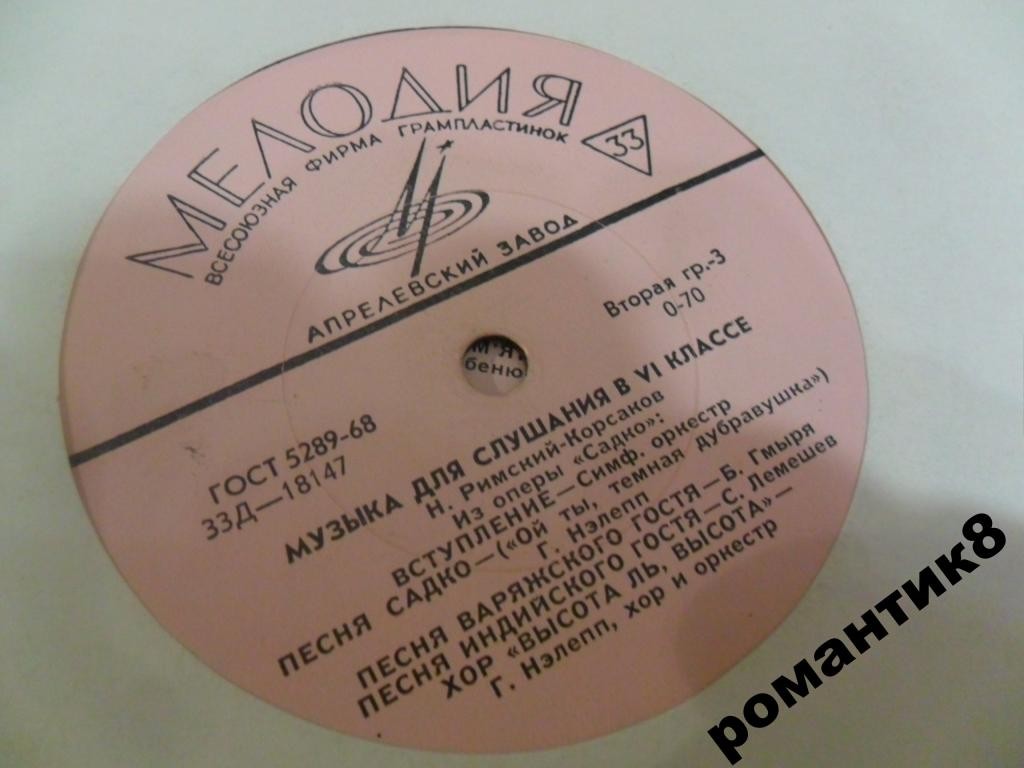 МЕЛОДИЯ
ВСЕСОЮЗНАЯ ФИРМА ГРАМПЛАСТИНОК
33
АПРЕЛЕВСКИЙ ЗАВОД
Вторая гр.-3
0-70
ГОСТ 5289-68
33Д—18147
МУЗЫКА ДЛЯ СЛУШАНИЯ В VI КЛАССЕ
Н. Римский-Корсаков
Из оперы «Садко»:
ВСТУПЛЕНИЕ—Симф. оркестр
ПЕСНЯ САДКО—(«Ой ты, темная дубравушка»)
Г. Нэлепп
ПЕСНЯ ВАРЯЖСКОГО ГОСТЯ—Б. Гмыря
ПЕСНЯ ИНДИЙСКОГО ГОСТЯ—С. Лемешев
ХОР «ВЫСОТА ЛЬ, ВЫСОТА»—
Г. Нэлепп, хор и оркестр
беню
романтик8